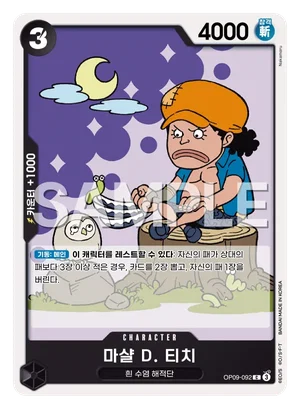 3
4000
참격
斬
Nakamaru
카운터 +1000
SAMPLE
기동: 메인 이 캐릭터를 레스트할 수 있다: 자신의 패가 상대의
패보다 3장 이상 적은 경우, 카드를 2장 뽑고, 자신의 패 1장을
버린다.
CHARACTER
마샬 D. 티치
흰 수염 해적단
OP09-092 C
3
BANDAI MADE IN KOREA